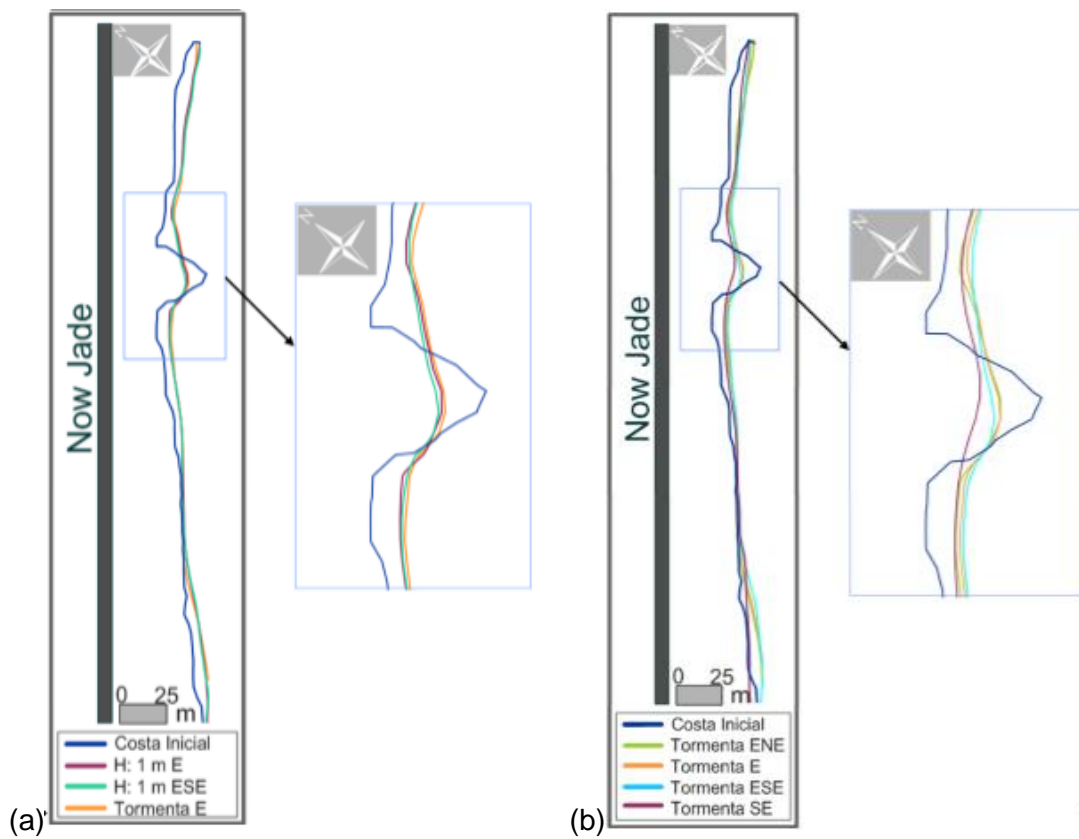 N
N
Now Jade
0 25
m
Costa Inicial
H: 1 m E
H: 1 m ESE
Tormenta E
(a)
N
N
Now Jade
0 25
m
Costa Inicial
Tormenta ENE
Tormenta E
Tormenta ESE
Tormenta SE
(b)